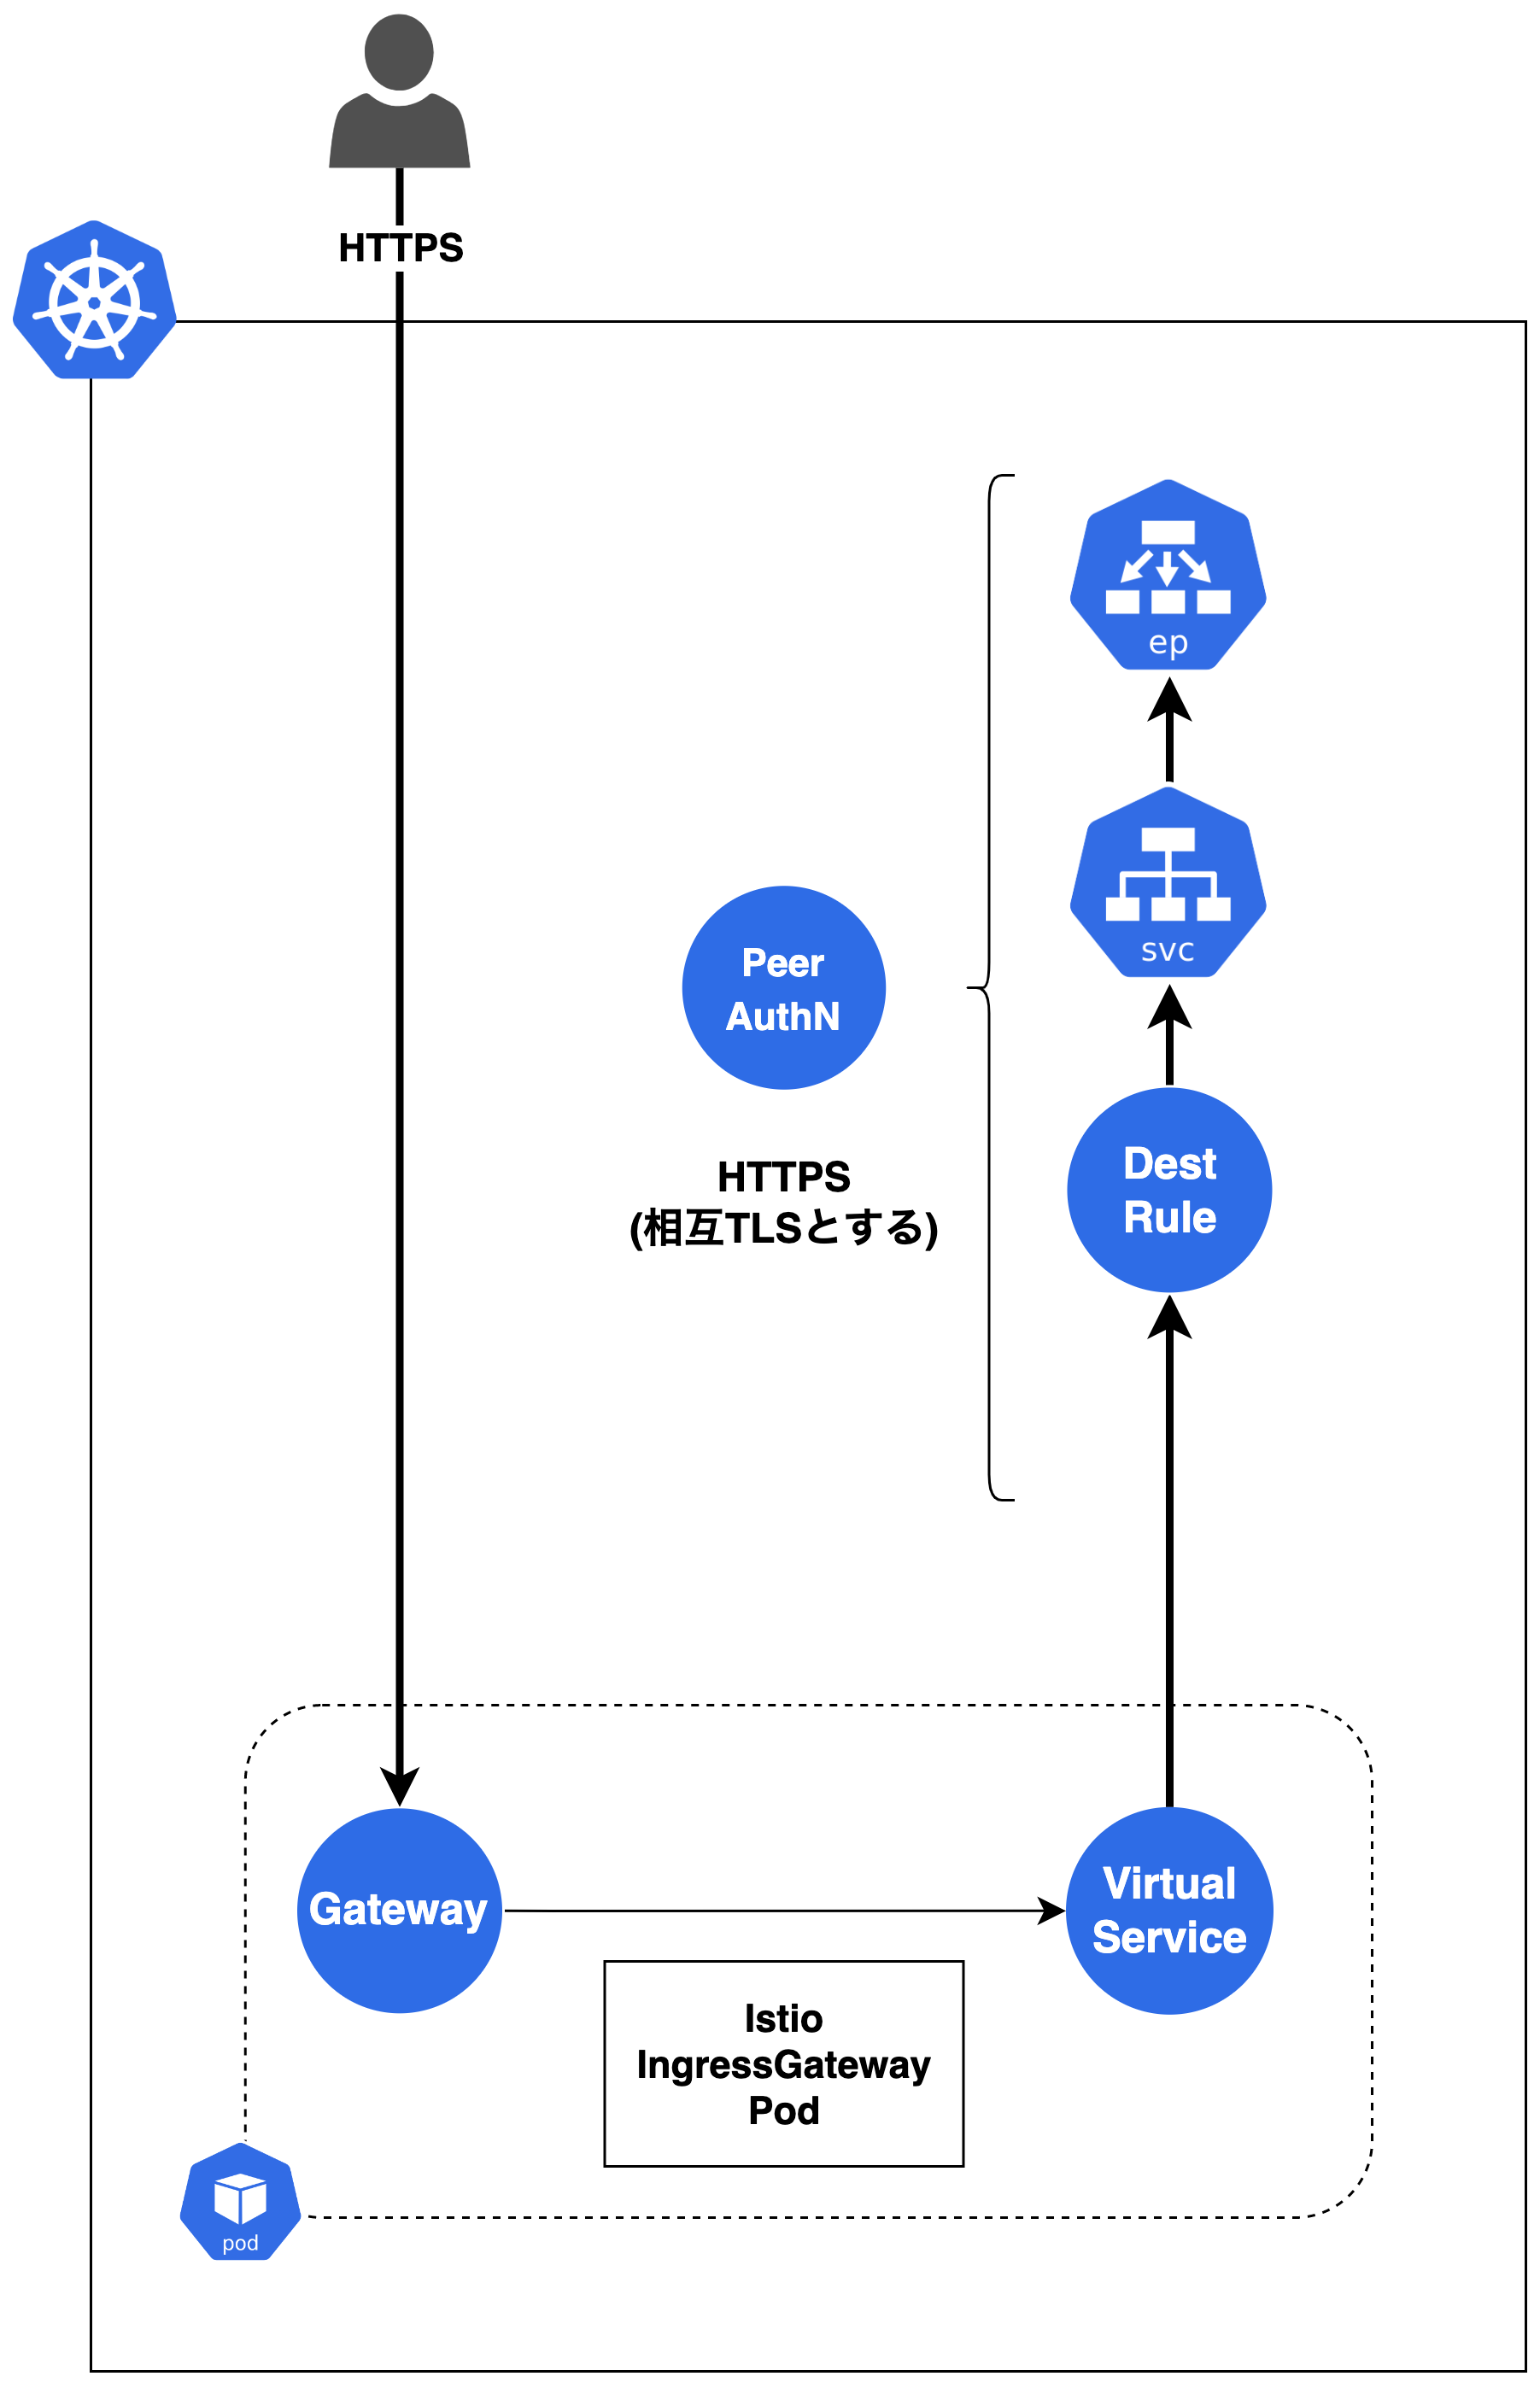 HTTPS
ep
svc
Peer
AuthN
HTTPS
(相互TLSとする)
Dest
Rule
Gateway
Virtual
Service
Istio
IngressGateway
Pod
pod